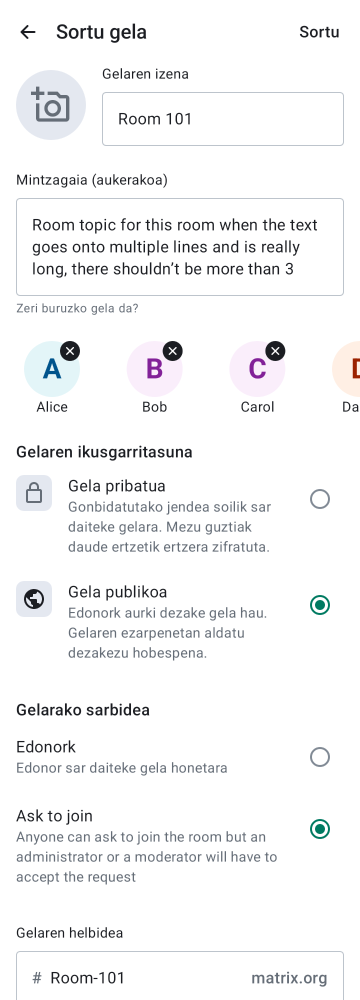 Sortu gela
Sortu
Gelaren izena
Room 101
Mintzagaia (aukerakoa)
Room topic for this room when the text
goes onto multiple lines and is really
long, there shouldn’t be more than 3
Zeri buruzko gela da?
A
B
C
Alice
Bob
Carol
Da
Gelaren ikusgarritasuna
Gela pribatua
Gonbidatutako jendea soilik sar
daiteke gelara. Mezu guztiak
daude ertzetik ertzera zifratuta.
Gela publikoa
Edonork aurki dezake gela hau.
Gelaren ezarpenetan aldatu
dezakezu hobespena.
Gelarako sarbidea
Edonork
Edonor sar daiteke gela honetara
Ask to join
Anyone can ask to join the room but an
administrator or a moderator will have to
accept the request
Gelaren helbidea
# Room-101
matrix.org